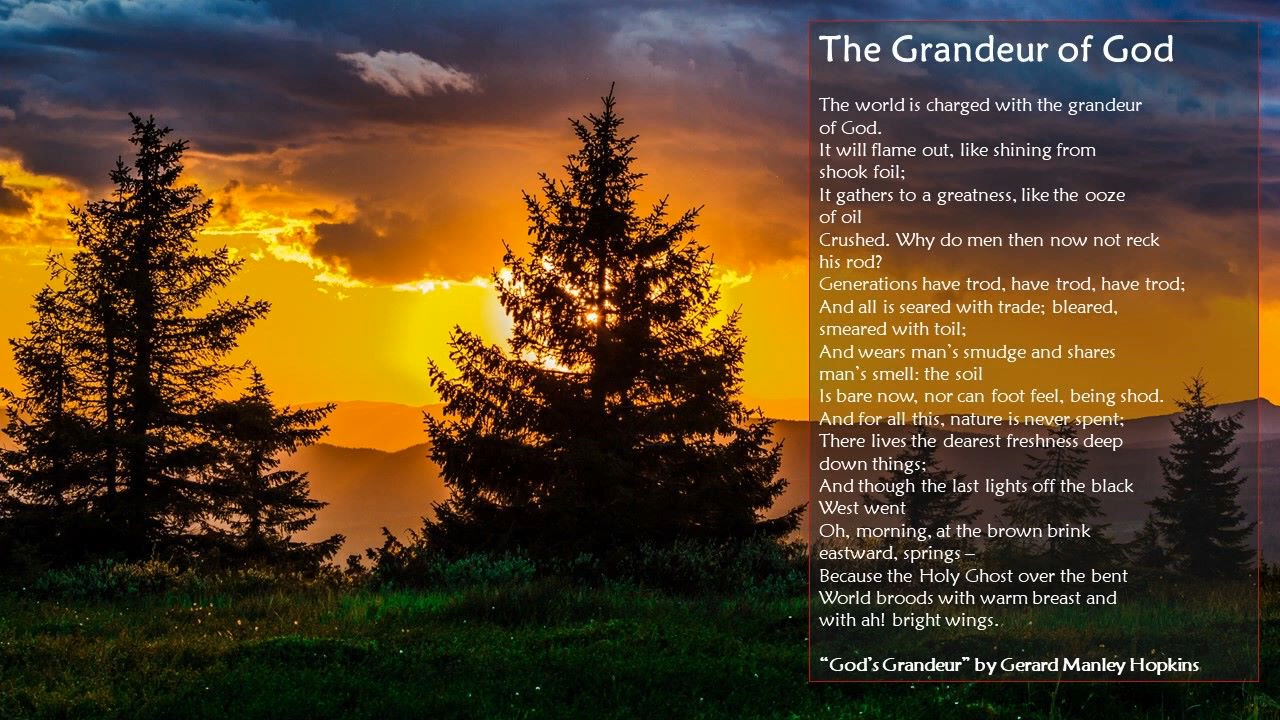 The Grandeur of God
The world is charged with the grandeur
of God.
It will flame out, like shining from
shook foil;
It gathers to a greatness, like the ooze
of oil
Crushed. Why do men then now not reck
his rod?
Generations have trod, have trod, have trod;
And all is seared with trade; bleared,
smeared with toil;
And wears man’s smudge and shares
man’s smell: the soil
Is bare now, nor can foot feel, being shod.
And for all this, nature is never spent;
There lives the dearest freshness deep
down things;
And though the last lights off the black
West went
Oh, morning, at the brown brink
eastward, springs –
Because the Holy Ghost over the bent
World broods with warm breast and
with ah! bright wings.
“God’s Grandeur” by Gerard Manley Hopkins